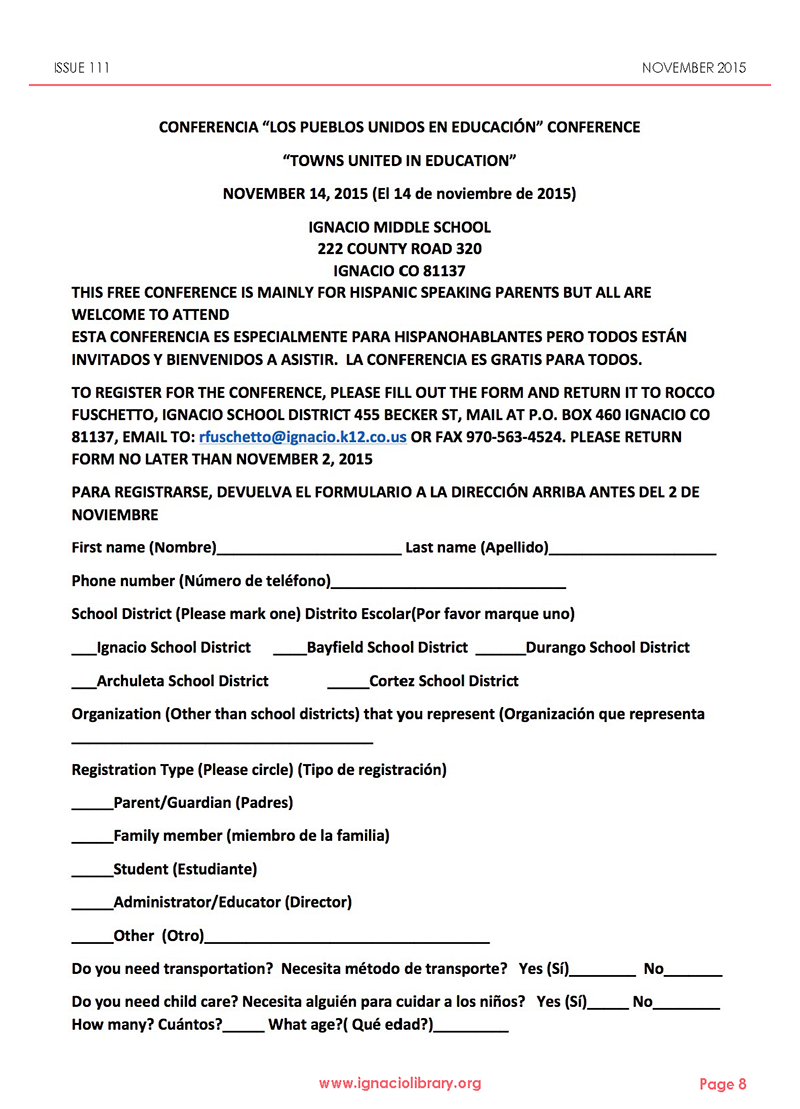 ISSUE 111 NOVEMBER 2015
CONFERENCIA “LOS PUEBLOS UNIDOS EN EDUCACIÓN” CONFERENCE
“TOWNS UNITED IN EDUCATION”
NOVEMBER 14, 2015 (El 14 de noviembre de 2015)
IGNACIO MIDDLE SCHOOL
222 COUNTY ROAD 320
IGNACIO CO 81137
THIS FREE CONFERENCE IS MAINLY FOR HISPANIC SPEAKING PARENTS BUT ALL ARE
WELCOME TO ATTEND
ESTA CONFERENCIA ES ESPECIALMENTE PARA HISPANOHABLANTES PERO TODOS ESTÁN
INVITADOS Y BIENVENIDOS A ASISTIR. LA CONFERENCIA ES GRATIS PARA TODOS.
TO REGISTER FOR THE CONFERENCE, PLEASE FILL OUT THE FORM AND RETURN IT TO ROCCO
FUSCHETTO, IGNACIO SCHOOL DISTRICT 455 BECKER ST, MAIL AT P.O. BOX 460 IGNACIO CO
81137, EMAIL TO: rfuschetto@ignacio.k12.co.us OR FAX 970-563-4524. PLEASE RETURN
FORM NO LATER THAN NOVEMBER 2, 2015
PARA REGISTRARSE, DEVUELVA EL FORMULARIO A LA DIRECCIÓN ARRIBA ANTES DEL 2 DE
NOVIEMBRE
First name (Nombre)______________________ Last name (Apellido)____________________
Phone number (Número de teléfono)____________________________
School District (Please mark one) Distrito Escolar(Por favor marque uno)
___Ignacio School District ____Bayfield School District ______Durango School District
___Archuleta School District _____Cortez School District
Organization (Other than school districts) that you represent (Organización que representa
____________________________________
Registration Type (Please circle) (Tipo de registración)
_____Parent/Guardian (Padres)
_____Family member (miembro de la familia)
_____Student (Estudiante)
_____Administrator/Educator (Director)
_____Other (Otro)__________________________________
Do you need transportation? Necesita método de transporte? Yes (Sí)________ No_______
Do you need child care? Necesita alguién para cuidar a los niños? Yes (Sí)_____ No________
How many? Cuántos?_____ What age?( Qué edad?)_________
www.ignaciolibrary.org Page 8